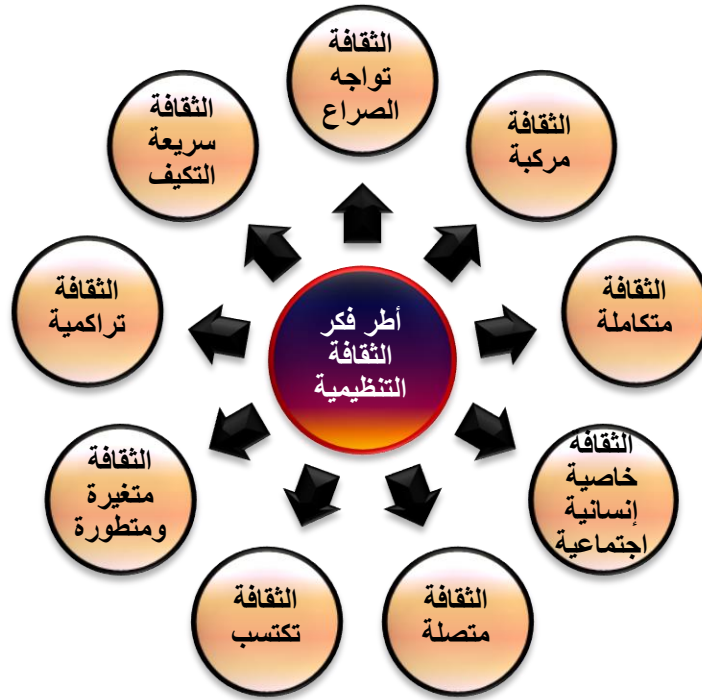 الثقافة
تواجه
الصراع
الثقافة
مركبة
الثقافة
متكاملة
الثقافة
خاصية
إنسانية
اجتماعية
الثقافة
متصلة
الثقافة
تكتسب
الثقافة
متغيرة
ومتطورة
الثقافة
تراكمية
الثقافة
سريعة
التكيف
أطر فكر
الثقافة
التنظيمية